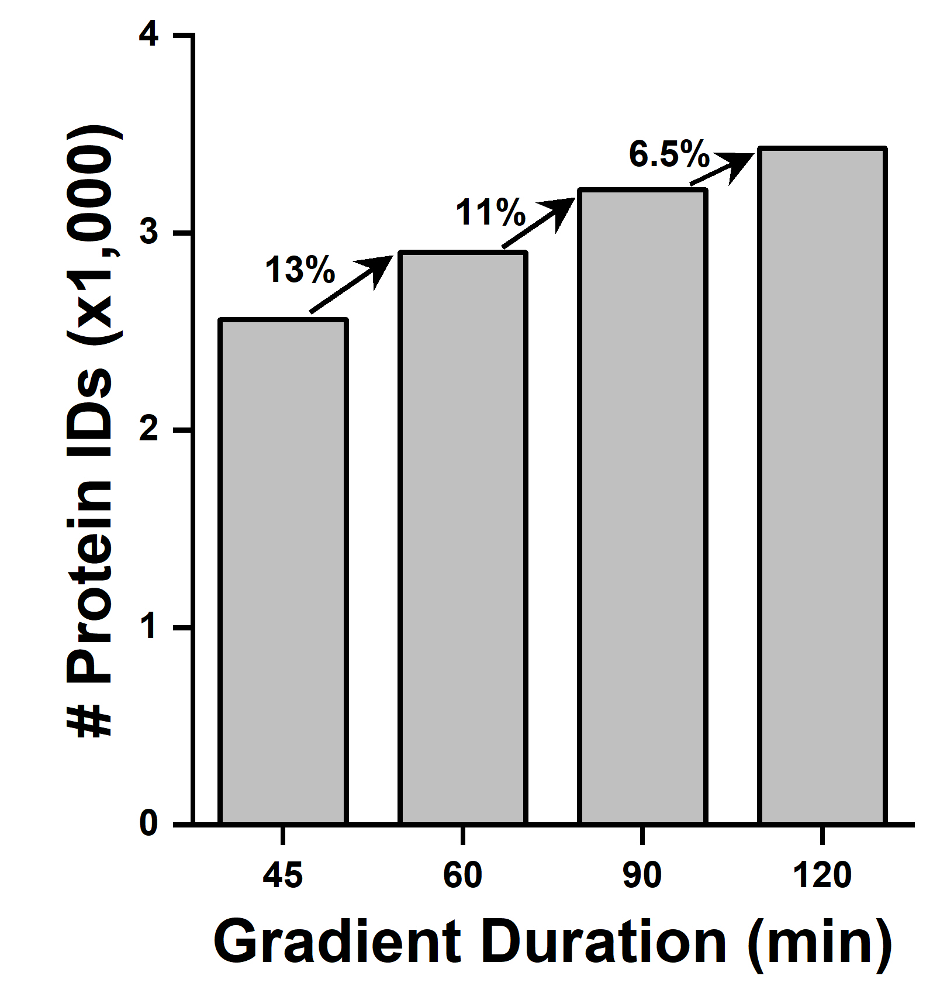 # Protein IDs (x1,000)
4
3
2
1
0
13%
11%
6.5%
45 60 90 120
Gradient Duration (min)